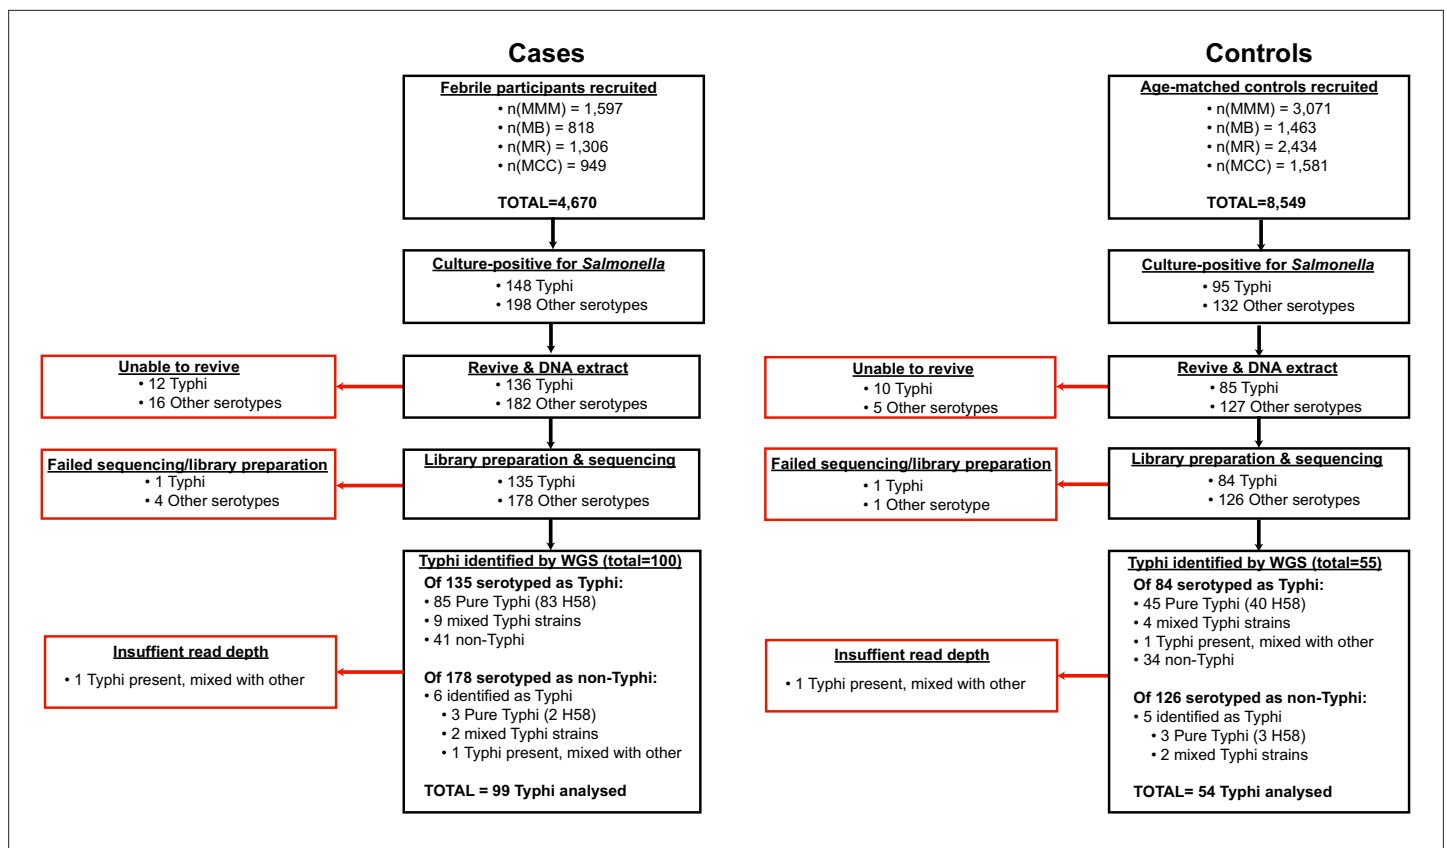 Cases
Febrile participants recruited
• n(MMM) = 1,597
• n(MB) = 818
• n(MR) = 1,306
• n(MCC) = 949
TOTAL=4,670
Culture-positive for Salmonella
• 148 Typhi
• 198 Other serotypes
Unable to revive
• 12 Typhi
• 16 Other serotypes
Revive & DNA extract
• 136 Typhi
• 182 Other serotypes
Failed sequencing/library preparation
• 1 Typhi
• 4 Other serotypes
Library preparation & sequencing
• 135 Typhi
• 178 Other serotypes
Typhi identified by WGS (total=100)
Of 135 serotyped as Typhi:
• 85 Pure Typhi (83 H58)
• 9 mixed Typhi strains
• 41 non-Typhi
Insuffient read depth
• 1 Typhi present, mixed with other
Of 178 serotyped as non-Typhi:
• 6 identified as Typhi
• 3 Pure Typhi (2 H58)
• 2 mixed Typhi strains
• 1 Typhi present, mixed with other
TOTAL = 99 Typhi analysed
Controls
Age-matched controls recruited
• n(MMM) = 3,071
• n(MB) = 1,463
• n(MR) = 2,434
• n(MCC) = 1,581
TOTAL=8,549
Culture-positive for Salmonella
• 95 Typhi
• 132 Other serotypes
Unable to revive
• 10 Typhi
• 5 Other serotypes
Revive & DNA extract
• 85 Typhi
• 127 Other serotypes
Failed sequencing/library preparation
• 1 Typhi
• 1 Other serotype
Library preparation & sequencing
• 84 Typhi
• 126 Other serotypes
Typhi identified by WGS (total=55)
Of 84 serotyped as Typhi:
• 45 Pure Typhi (40 H58)
• 4 mixed Typhi strains
• 1 Typhi present, mixed with other
• 34 non-Typhi
Insuffient read depth
• 1 Typhi present, mixed with other
Of 126 serotyped as non-Typhi:
• 5 identified as Typhi
• 3 Pure Typhi (3 H58)
• 2 mixed Typhi strains
TOTAL= 54 Typhi analysed